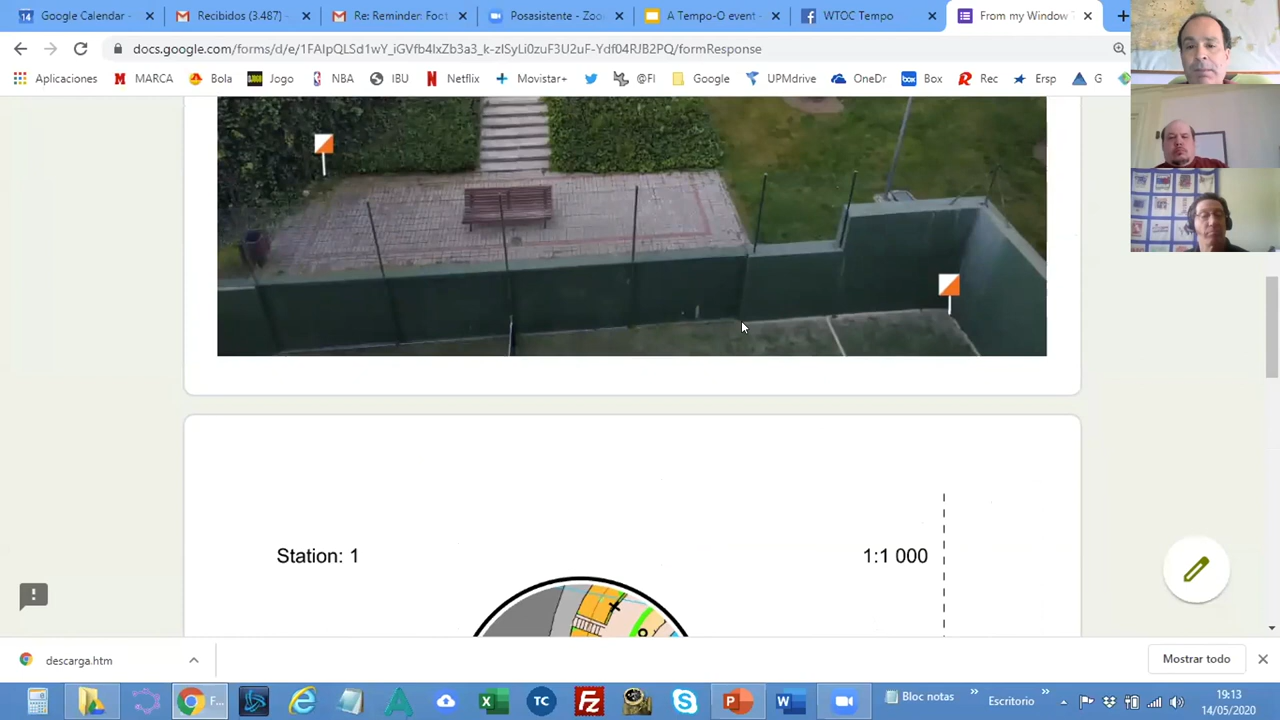 Google Calendar -
Recibidos (3.487) -
Re: Reminder: Foot
Posasistente - Zoo
A Tempo-O event -
WTOC Tempo
From my Window T
docs.google.com/forms/d/e/1FAIpQLSd1wY_iGVfb4lxZb3a3_k-zISyLi0zuF3U2uF-Ydf04RJB2PQ/formResponse
Aplicaciones
MARCA
Bola
Jogo
NBA
IBU
Netflix
Movistar+
@FI
Google
UPMdrive
OneDr
Box
Rec
Ersp
G
Station: 1
1:1 000
descarga.htm
Mostrar todo
Bloc notas
Escritorio
19:13
14/05/2020